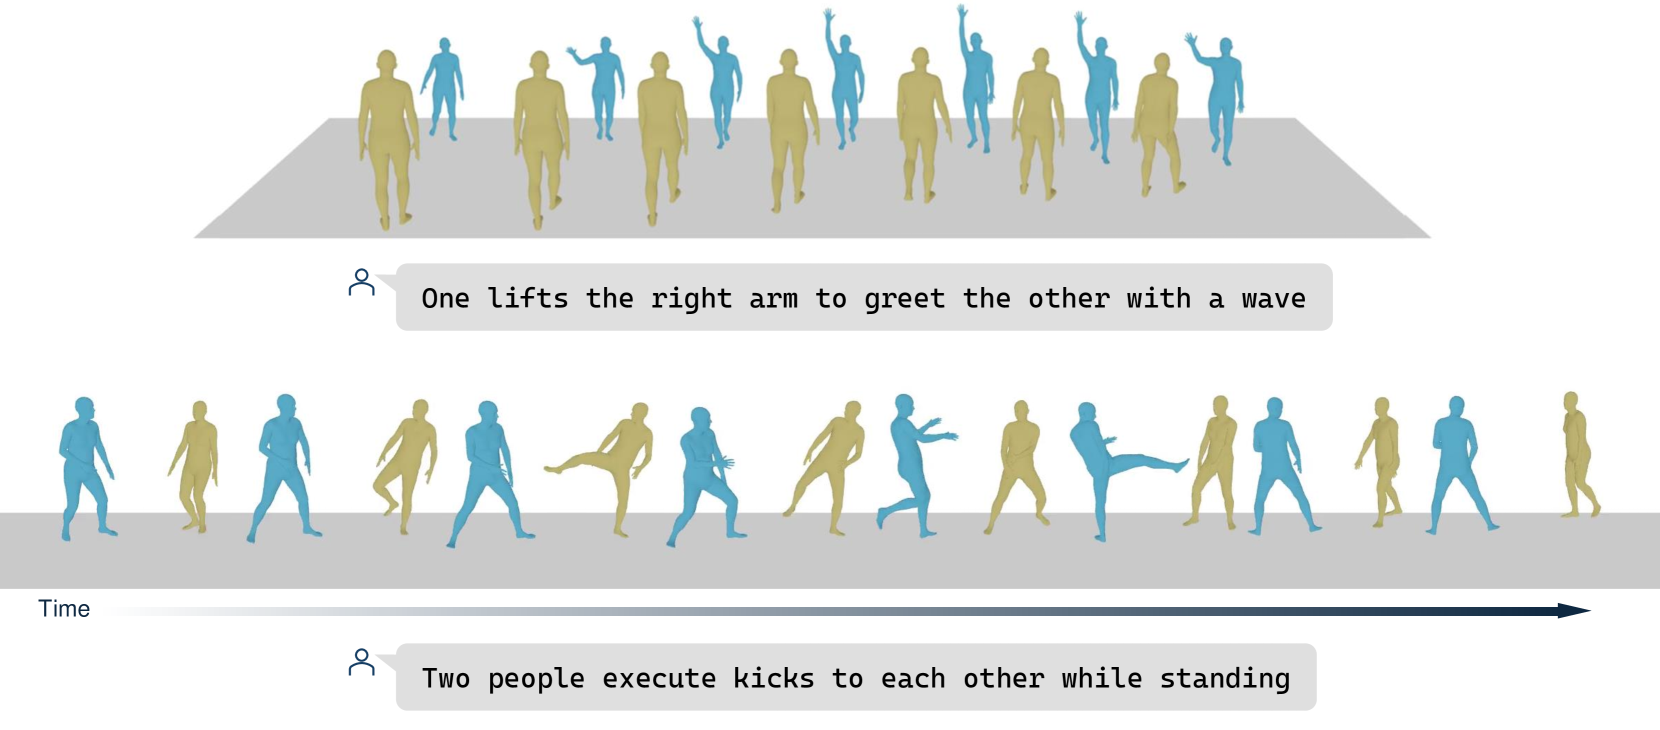 One lifts the right arm to greet the other with a wave
Time
Two people execute kicks to each other while standing